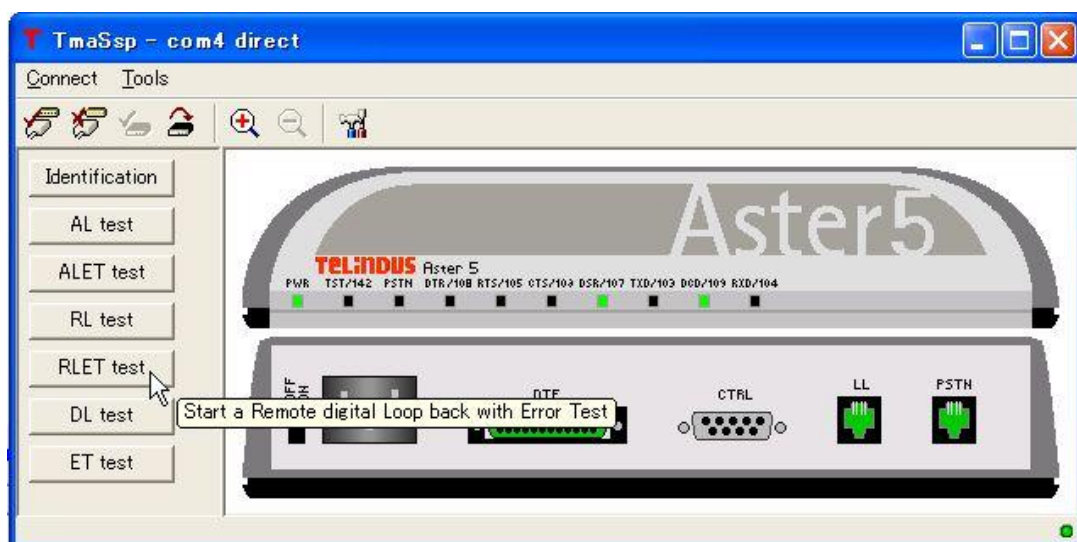 TmaSsp - com4 direct
Connect Tools
Identification
AL test
ALET test
RL test
RLET test
DL test
ET test
Aster5
TELINDUS Aster 5
PWR TST/142 PSTN DTR/108 RTS/105 CTS/106 DSR/107 TXD/103 DCD/109 RXD/104
OFF
ON
DTE
CTRL
LL
PSTN
Start a Remote digital Loop back with Error Test